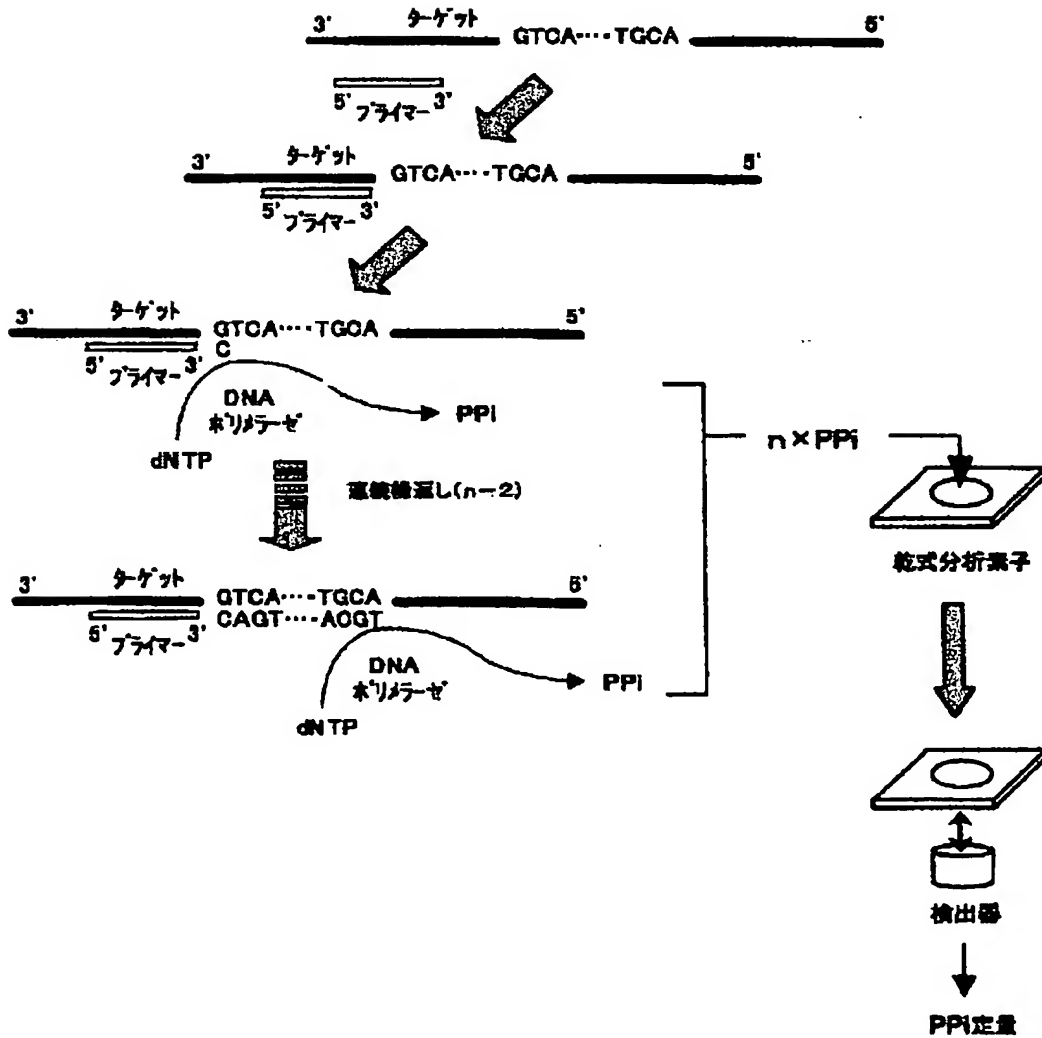 3' ターゲット GTCA‥‥TGCA 5'
5' プライマー 3'
3' ターゲット GTCA‥‥TGCA 5'
5' プライマー 3'
3' ターゲット GTCA‥‥TGCA 5'
5' プライマー 3' C
DNA
ポリメラーゼ
dNTP
PPi
連続繰返し(n-2)
3' ターゲット GTCA‥‥TGCA 5'
5' プライマー 3' CAGT‥‥ACGT
DNA
ポリメラーゼ
dNTP
PPi
n×PPi
乾式分析素子
検出器
PPi定量